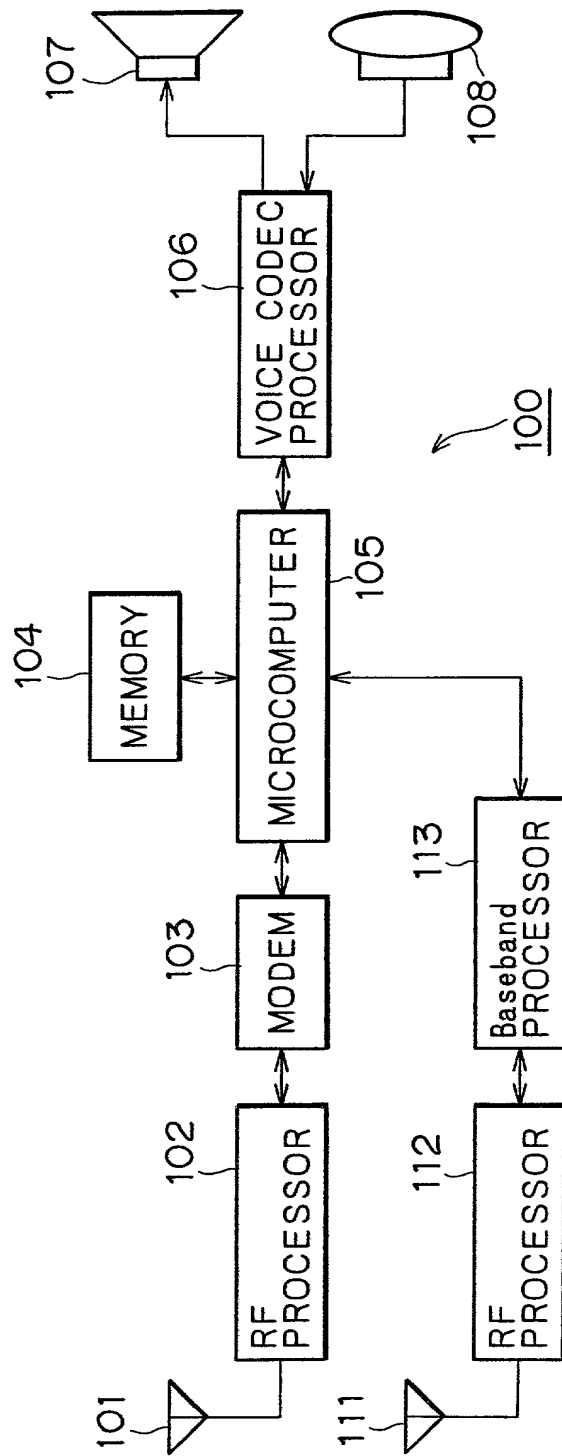 101
102
RF
PROCESSOR
103
MODEM
104
MEMORY
MICROCOMPUTER
105
106
VOICE CODEC
PROCESSOR
107
108
100
111
112
RF
PROCESSOR
113
Baseband
PROCESSOR